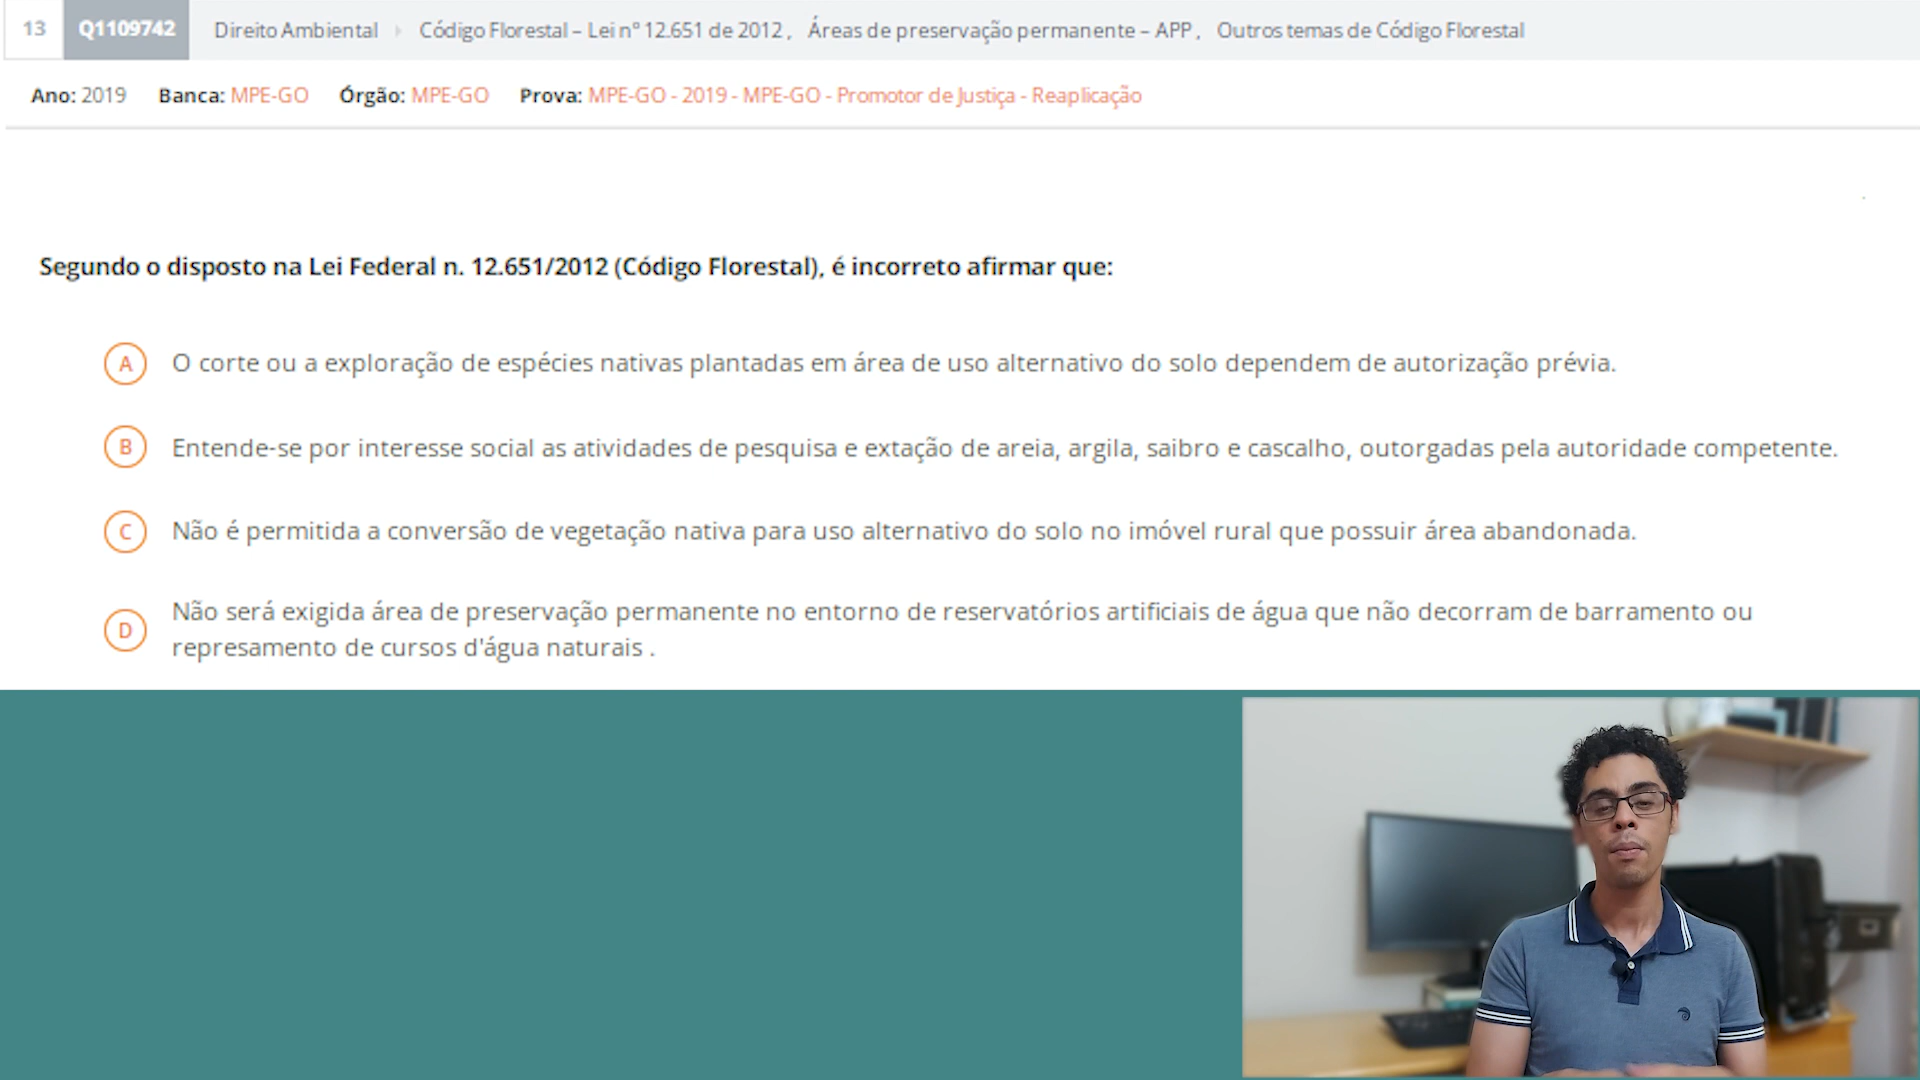 13 Q1109742 Direito Ambiental › Código Florestal – Lei nº 12.651 de 2012 , Áreas de preservação permanente – APP , Outros temas de Código Florestal
Ano: 2019 Banca: MPE-GO Órgão: MPE-GO Prova: MPE-GO - 2019 - MPE-GO - Promotor de Justiça - Reaplicação
Segundo o disposto na Lei Federal n. 12.651/2012 (Código Florestal), é incorreto afirmar que:
A O corte ou a exploração de espécies nativas plantadas em área de uso alternativo do solo dependem de autorização prévia.
B Entende-se por interesse social as atividades de pesquisa e extação de areia, argila, saibro e cascalho, outorgadas pela autoridade competente.
C Não é permitida a conversão de vegetação nativa para uso alternativo do solo no imóvel rural que possuir área abandonada.
D Não será exigida área de preservação permanente no entorno de reservatórios artificiais de água que não decorram de barramento ou
represamento de cursos d'água naturais .